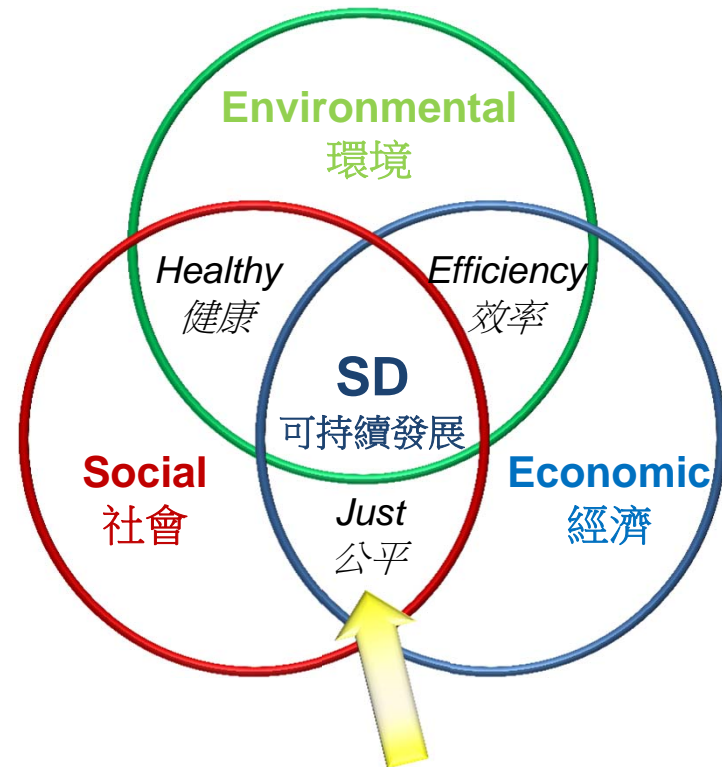 Environmental
環境
Healthy
健康
Efficiency
效率
SD
可持續發展
Social
社會
Economic
經濟
Just
公平